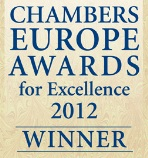 CHAMBERS
EUROPE
AWARDS
for Excellence
2012
WINNER